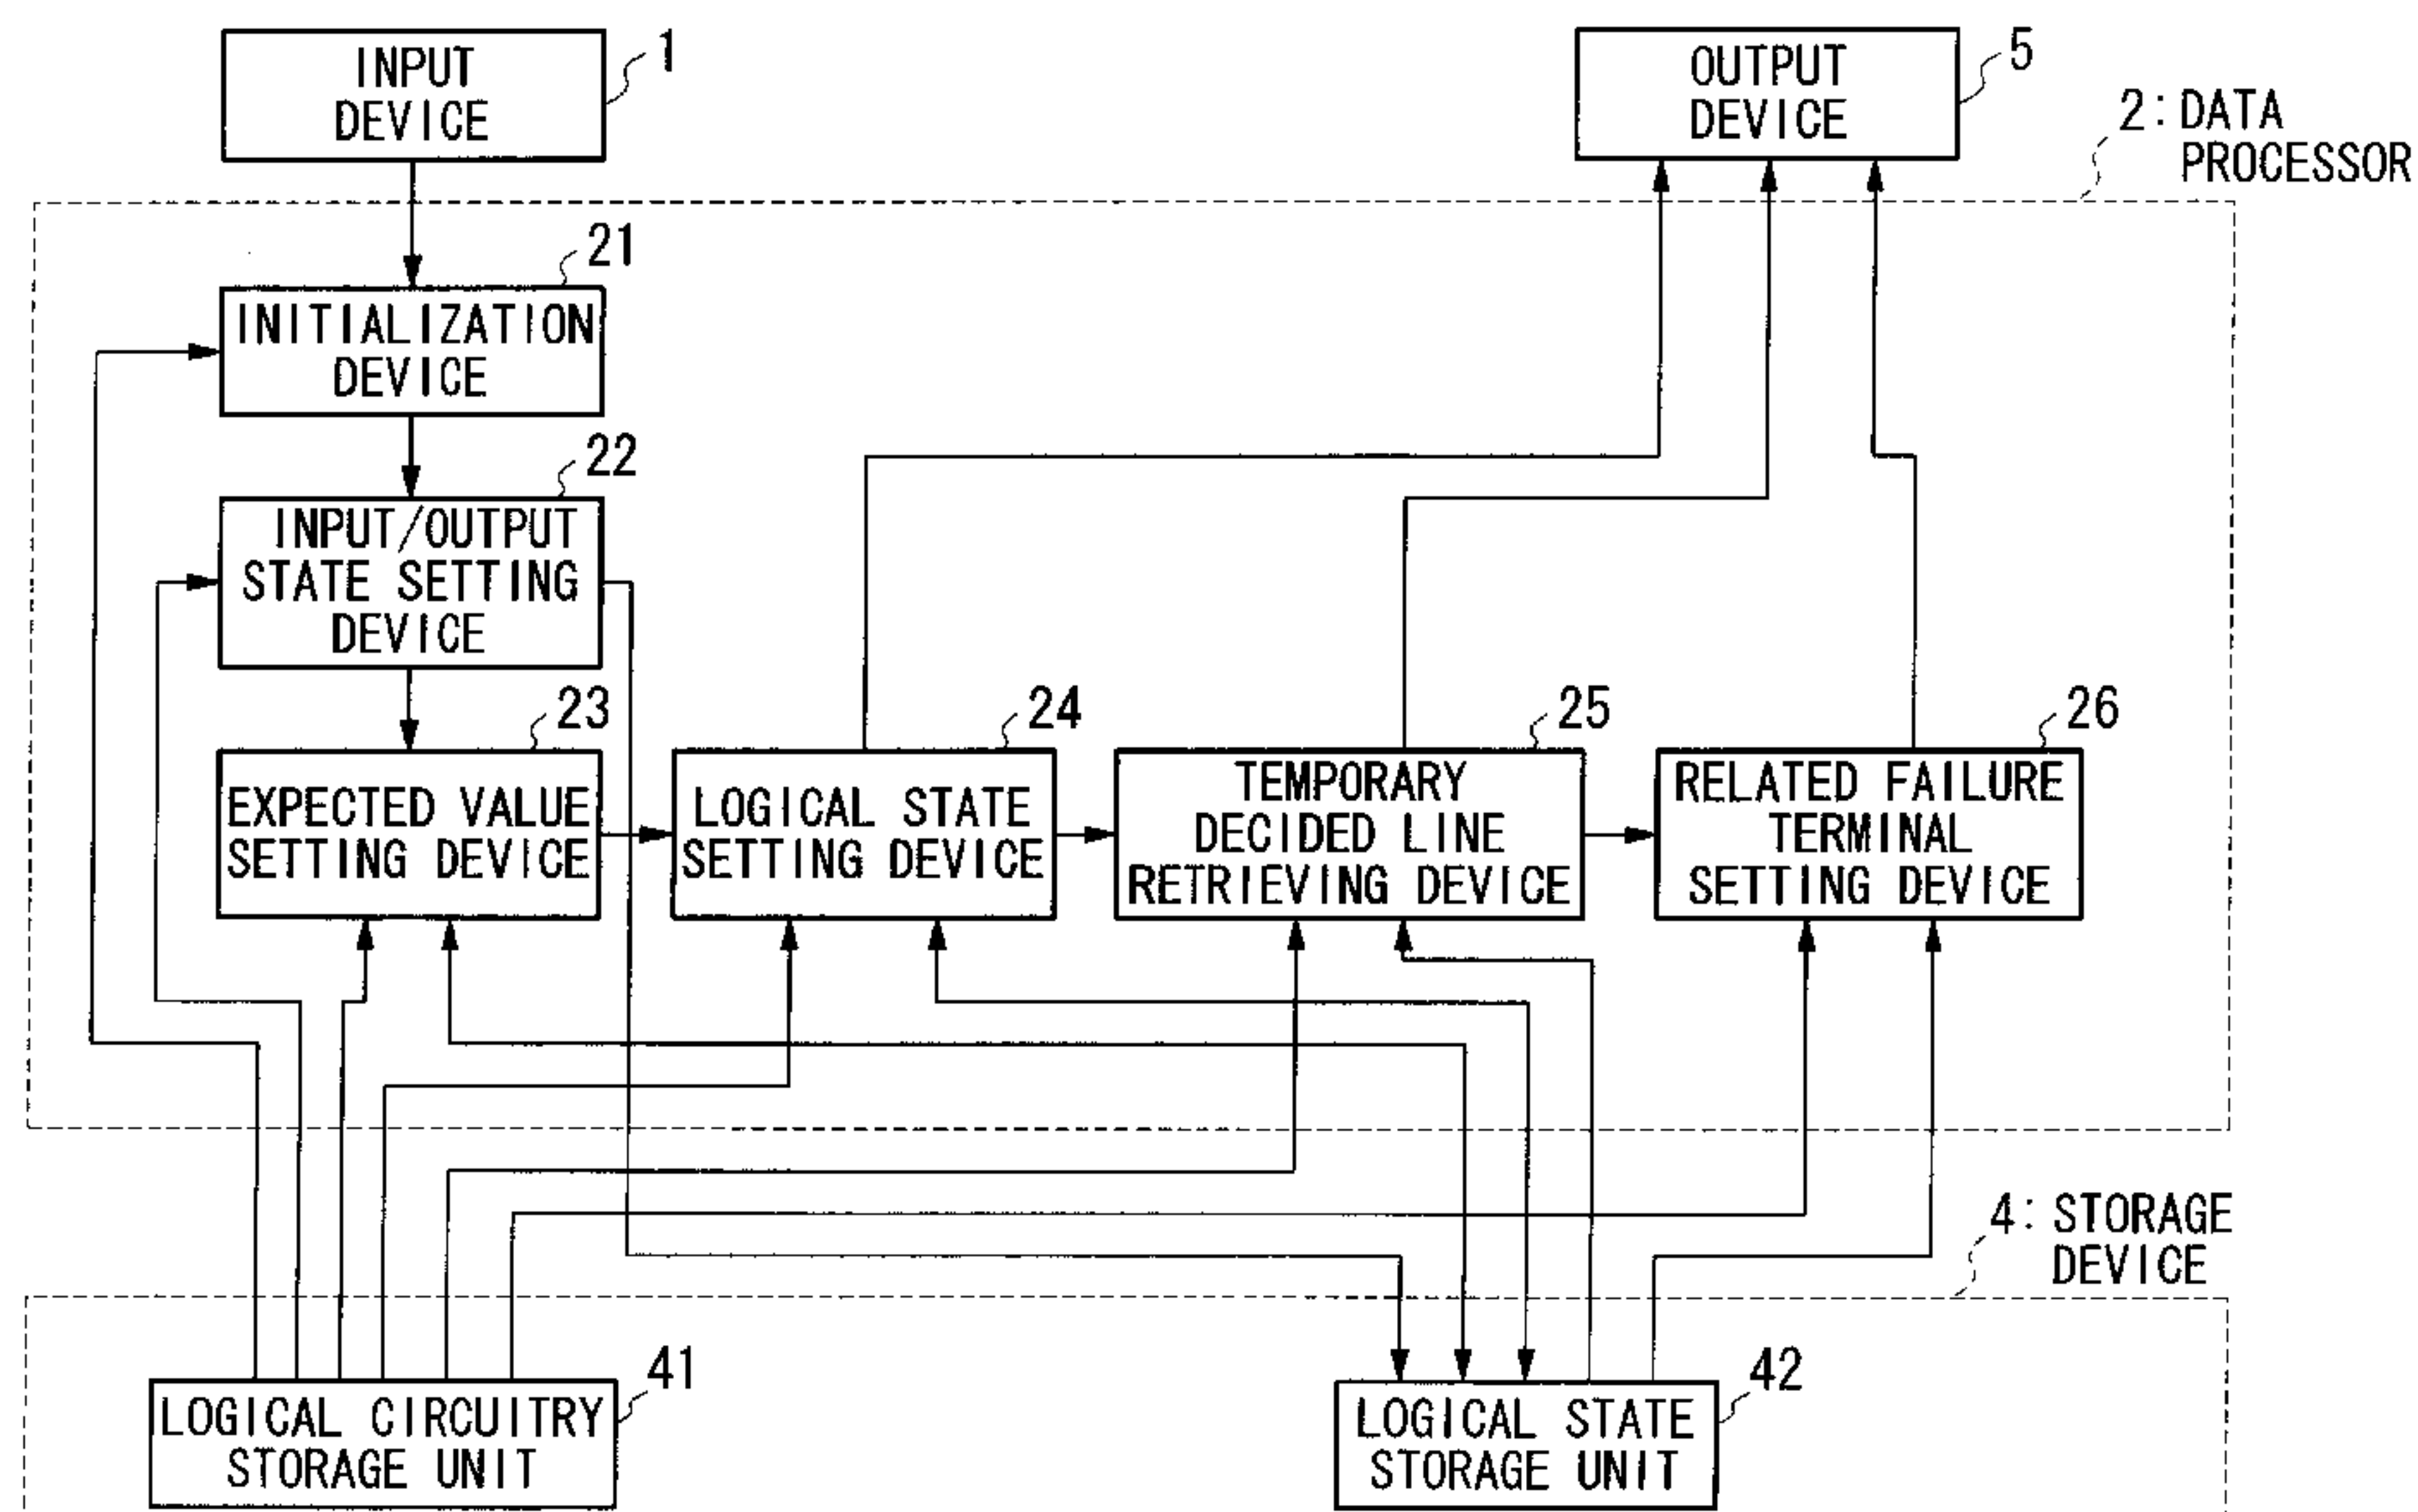 INPUT
DEVICE
1
OUTPUT
DEVICE
5
2: DATA
PROCESSOR
21
INITIALIZATION
DEVICE
22
INPUT/OUTPUT
STATE SETTING
DEVICE
23
EXPECTED VALUE
SETTING DEVICE
24
LOGICAL STATE
SETTING DEVICE
25
TEMPORARY
DECIDED LINE
RETRIEVING DEVICE
26
RELATED FAILURE
TERMINAL
SETTING DEVICE
4: STORAGE
DEVICE
41
LOGICAL CIRCUITRY
STORAGE UNIT
42
LOGICAL STATE
STORAGE UNIT